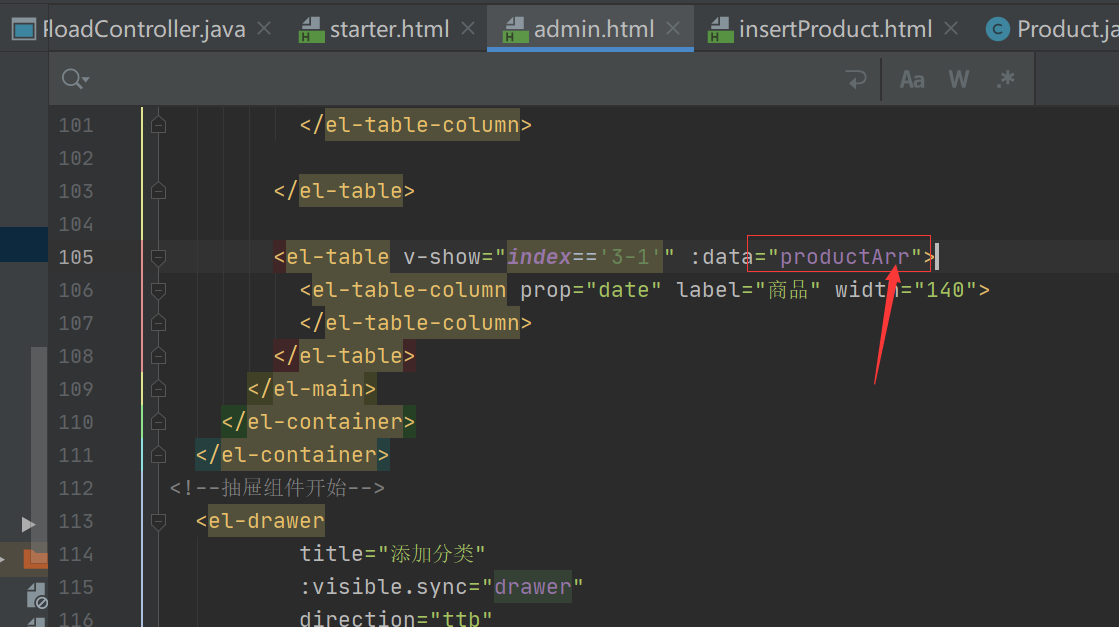 loadController.java starter.html admin.html insertProduct.html Product.ja
Aa W .*
101 </el-table-column>
102
103 </el-table>
104
105 <el-table v-show="index=='3-1'" :data="productArr">
106 <el-table-column prop="date" label="商品" width="140">
107 </el-table-column>
108 </el-table>
109 </el-main>
110 </el-container>
111 </el-container>
112 <!--抽屉组件开始-->
113 <el-drawer
114 title="添加分类"
115 :visible.sync="drawer"
116 direction="ttb"